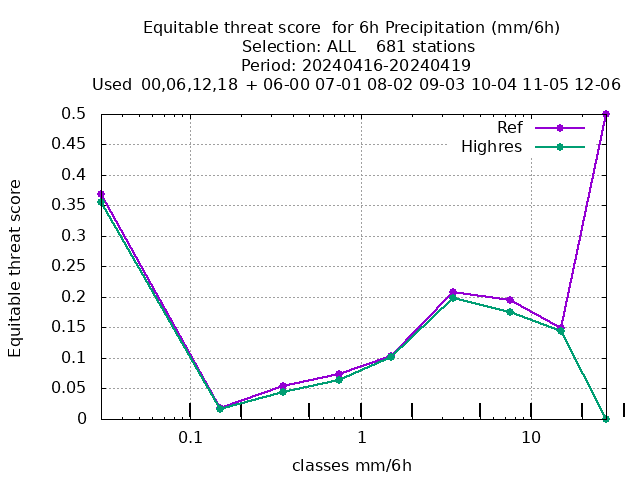 Equitable threat score  for 6h Precipitation (mm/6h)
Selection: ALL    681 stations
Period: 20240416-20240419
Used  00,06,12,18  + 06-00 07-01 08-02  09-03  10-04 11-05 12-06
0.5
Ref
0.45
Highres
0.4
0.35
0.3
0.25
0.2
0.15
0.1
0.05
0
Equitable threat score
0.1
1
10
classes mm/6h